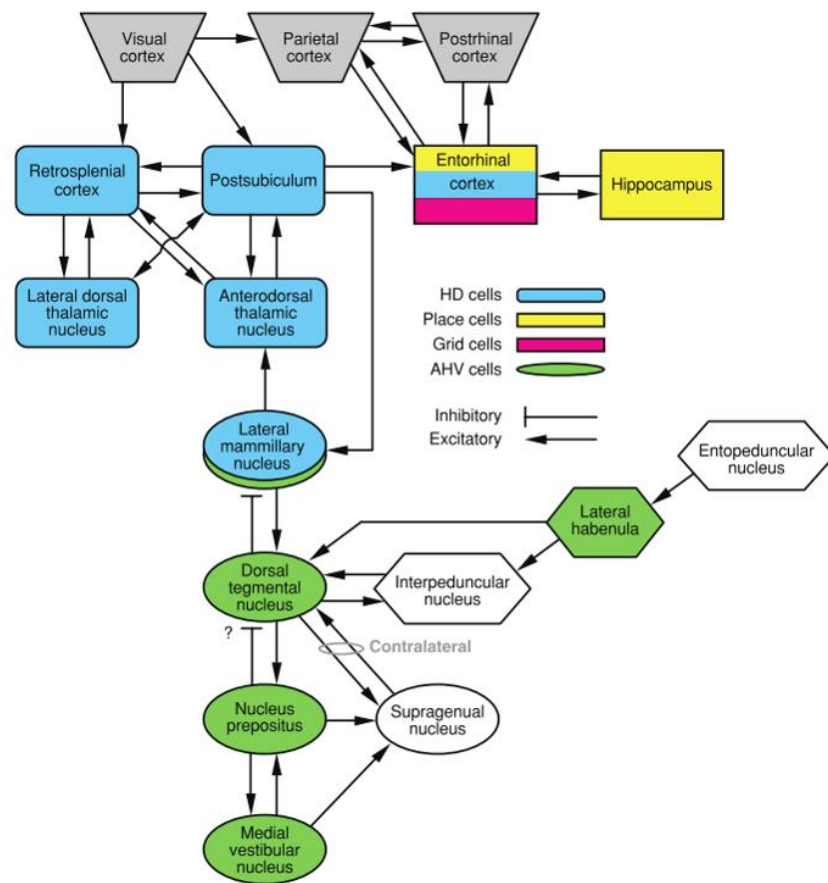 Visual
cortex
Parietal
cortex
Postrhinal
cortex
Retrosplenial
cortex
Postsubiculum
Entorhinal
cortex
Hippocampus
Lateral dorsal
thalamic
nucleus
Anterodorsal
thalamic
nucleus
HD cells
Place cells
Grid cells
AHV cells
Inhibitory
Excitatory
Lateral
mammillary
nucleus
Entopeduncular
nucleus
Lateral
habenula
Dorsal
tegmental
nucleus
Interpeduncular
nucleus
?
Contralateral
Nucleus
prepositus
Supragenual
nucleus
Medial
vestibular
nucleus